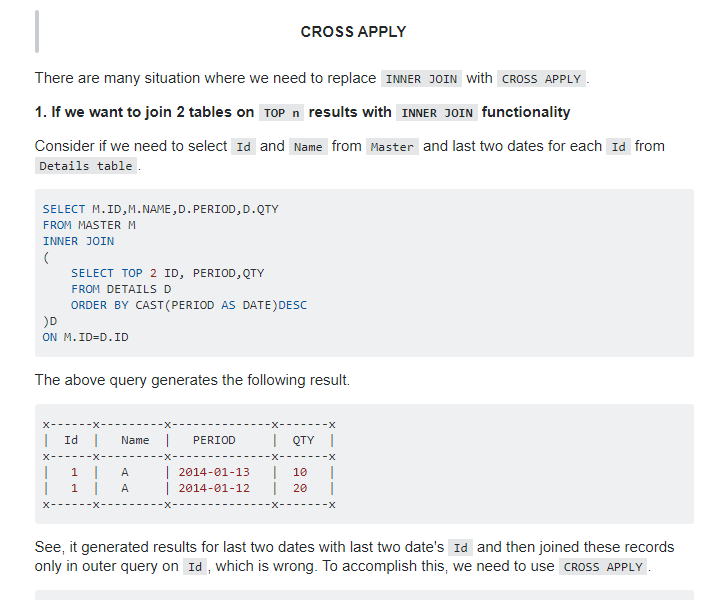 CROSS APPLY
There are many situation where we need to replace INNER JOIN with CROSS APPLY.
1. If we want to join 2 tables on TOP n results with INNER JOIN functionality
Consider if we need to select Id and Name from Master and last two dates for each Id from
Details table.
SELECT M.ID,M.NAME,D.PERIOD,D.QTY
FROM MASTER M
INNER JOIN
(
    SELECT TOP 2 ID, PERIOD,QTY
    FROM DETAILS D
    ORDER BY CAST(PERIOD AS DATE)DESC
)D
ON M.ID=D.ID
The above query generates the following result.
x------x---------x--------------x-------x
|  Id  |   Name  |   PERIOD     |  QTY  |
x------x---------x--------------x-------x
|   1  |   A     | 2014-01-13   |  10   |
|   1  |   A     | 2014-01-12   |  20   |
x------x---------x--------------x-------x
See, it generated results for last two dates with last two date's Id and then joined these records
only in outer query on Id, which is wrong. To accomplish this, we need to use CROSS APPLY.